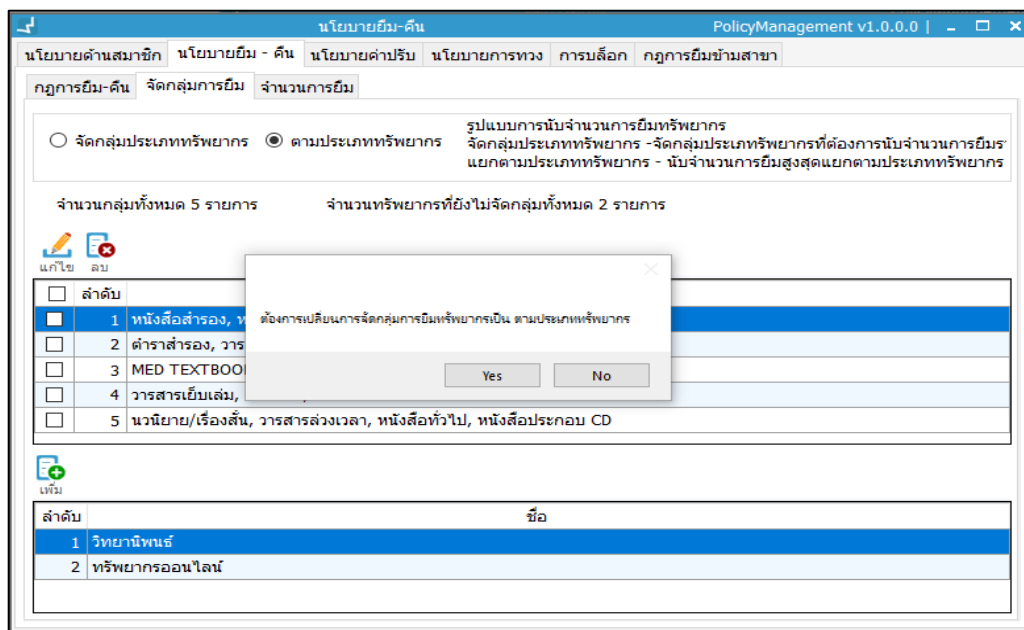 นโยบายยืม-คืน PolicyManagement v1.0.0.0 |
นโยบายด้านสมาชิก นโยบายยืม - คืน นโยบายค่าปรับ นโยบายการทวง การบล็อก กฎการยืมข้ามสาขา
กฎการยืม-คืน จัดกลุ่มการยืม จำนวนการยืม
รูปแบบการนับจำนวนการยืมทรัพยากร
จัดกลุ่มประเภททรัพยากร ตามประเภททรัพยากร จัดกลุ่มประเภททรัพยากร -จัดกลุ่มประเภทรัพยากรที่ต้องการนับจำนวนการยืมร
แยกตามประเภททรัพยากร - นับจำนวนการยืมสูงสุดแยกตามประเภททรัพยากร
จำนวนกลุ่มทั้งหมด 5 รายการ จำนวนทรัพยากรที่ยังไม่จัดกลุ่มทั้งหมด 2 รายการ
แก้ไข ลบ
ลำดับ
1 หนังสือสำรอง,
ต้องการเปลี่ยนการจัดกลุ่มการยืมทรัพยากรเป็น ตามประเภททรัพยากร
2 ตำราสำรอง, วาร
3 MED TEXTBOO
Yes No
4 วารสารเย็บเล่ม,
5 นวนิยาย/เรื่องสั้น, วารสารล่วงเวลา, หนังสือทั่วไป, หนังสือประกอบ CD
เพิ่ม
ลำดับ ชื่อ
1 วิทยานิพนธ์
2 ทรัพยากรออนไลน์